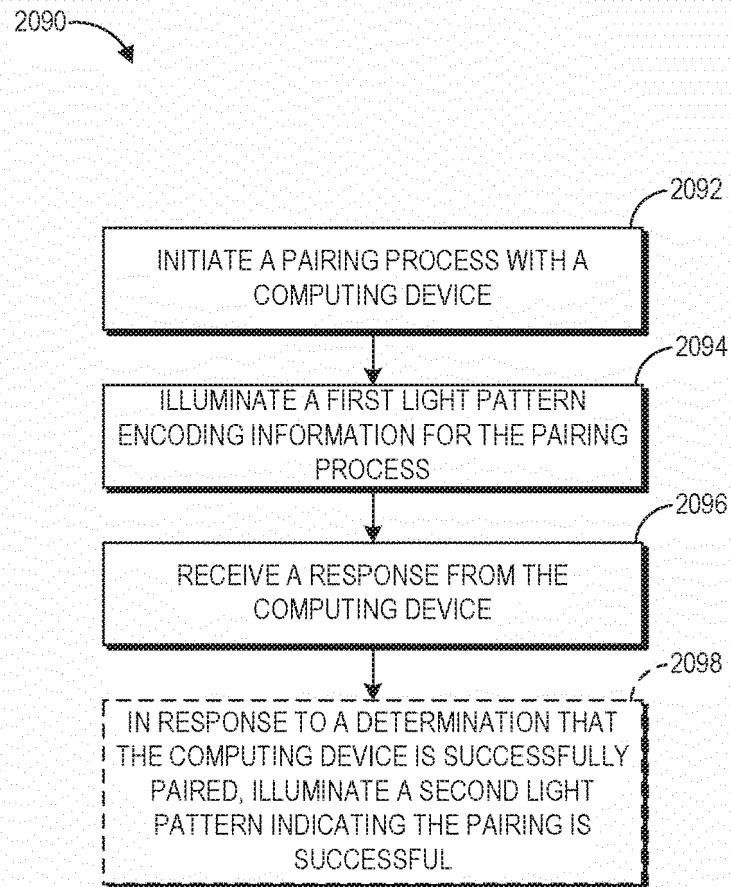 2090
2092
INITIATE A PAIRING PROCESS WITH A
COMPUTING DEVICE
2094
ILLUMINATE A FIRST LIGHT PATTERN
ENCODING INFORMATION FOR THE PAIRING
PROCESS
2096
RECEIVE A RESPONSE FROM THE
COMPUTING DEVICE
2098
IN RESPONSE TO A DETERMINATION THAT
THE COMPUTING DEVICE IS SUCCESSFULLY
PAIRED, ILLUMINATE A SECOND LIGHT
PATTERN INDICATING THE PAIRING IS
SUCCESSFUL